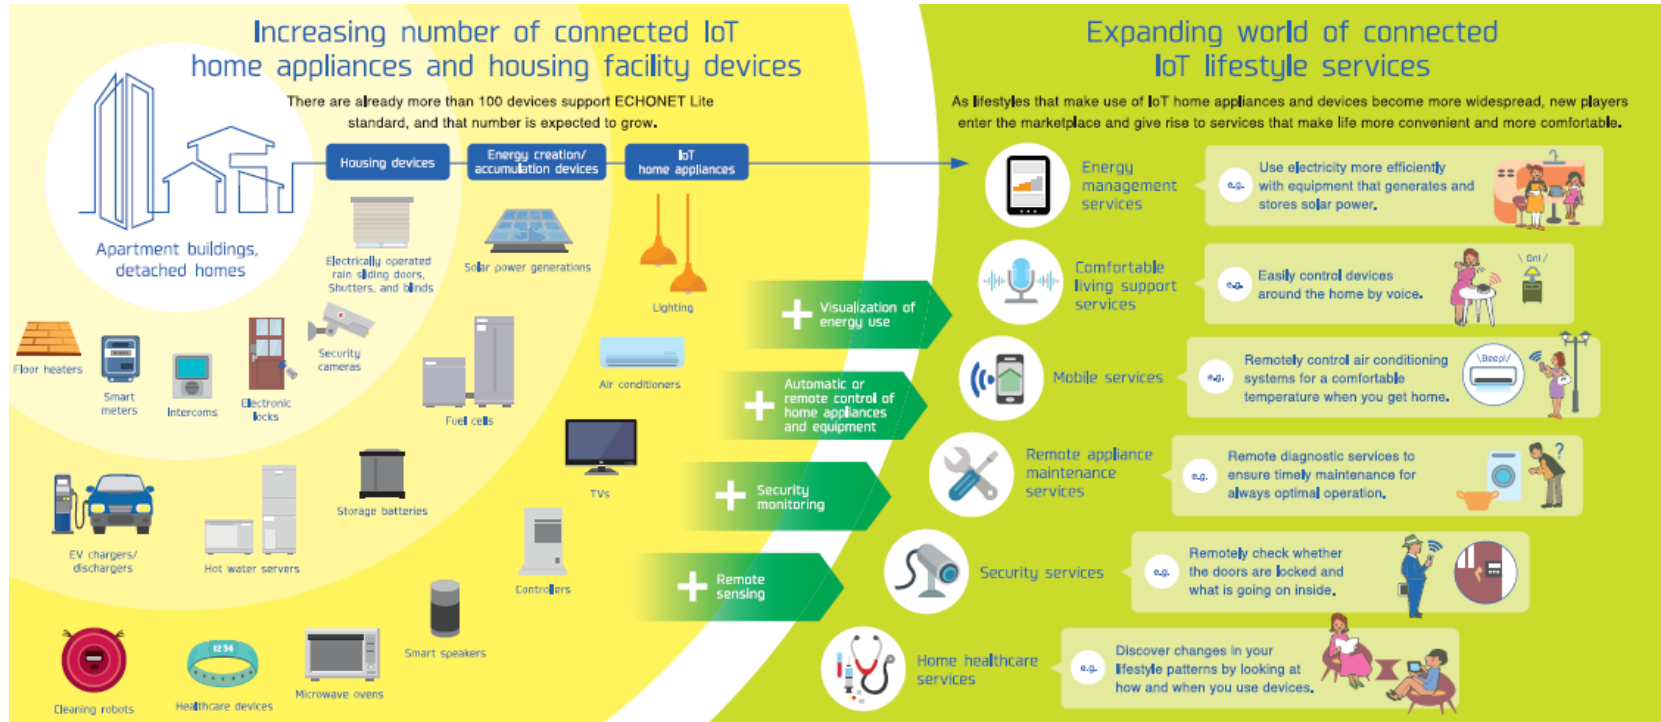 Increasing number of connected IoT
home appliances and housing facility devices
There are already more than 100 devices support ECHONET Lite
standard, and that number is expected to grow.
Apartment buildings,
detached homes
Housing devices
Energy creation/
accumulation devices
IoT
home appliances
Electrically operated
rain sliding doors,
Shutters, and blinds
Solar power generations
Lighting
Floor heaters
Smart
meters
Intercoms
Electronic
locks
Security
cameras
Fuel cells
Air conditioners
EV chargers/
dischargers
Hot water servers
Storage batteries
TVs
Controllers
Cleaning robots
12:34
Healthcare devices
Microwave ovens
Smart speakers
+ Visualization of
energy use
+ Automatic or
remote control of
home appliances
and equipment
+ Security
monitoring
+ Remote
sensing
Expanding world of connected
IoT lifestyle services
As lifestyles that make use of IoT home appliances and devices become more widespread, new players
enter the marketplace and give rise to services that make life more convenient and more comfortable.
Energy
management
services
e.g.
Use electricity more efficiently
with equipment that generates and
stores solar power.
Comfortable
living support
services
e.g.
Easily control devices
around the home by voice.
\ On! /
Mobile services
e.g.
Remotely control air conditioning
systems for a comfortable
temperature when you get home.
\Beep!/
Remote appliance
maintenance
services
e.g.
Remote diagnostic services to
ensure timely maintenance for
always optimal operation.
?
Security services
e.g.
Remotely check whether
the doors are locked and
what is going on inside.
Home healthcare
services
e.g.
Discover changes in your
lifestyle patterns by looking at
how and when you use devices.